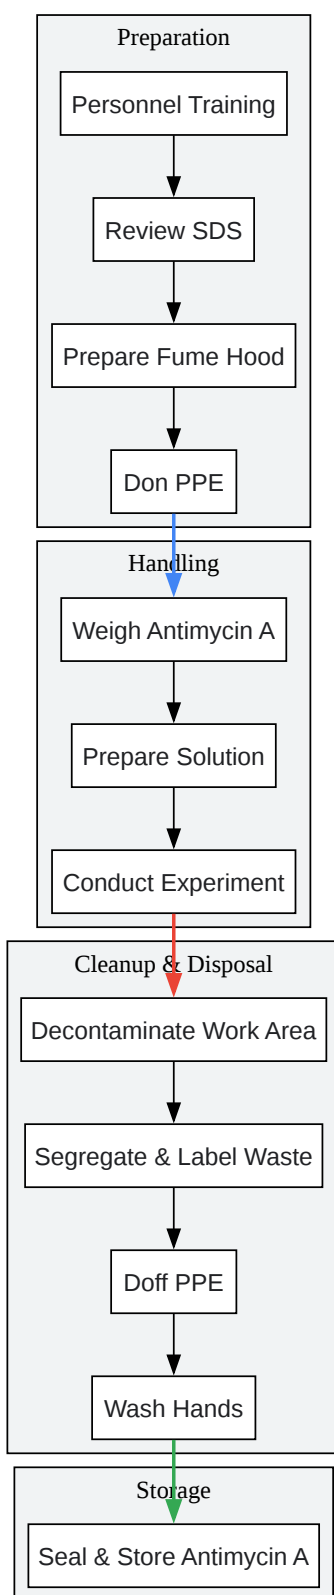 Preparation
Personnel Training
Review SDS
Prepare Fume Hood
Don PPE
Handling
Weigh Antimycin A
Prepare Solution
Conduct Experiment
Cleanup & Disposal
Decontaminate Work Area
Segregate & Label Waste
Doff PPE
Wash Hands
Storage
Seal & Store Antimycin A